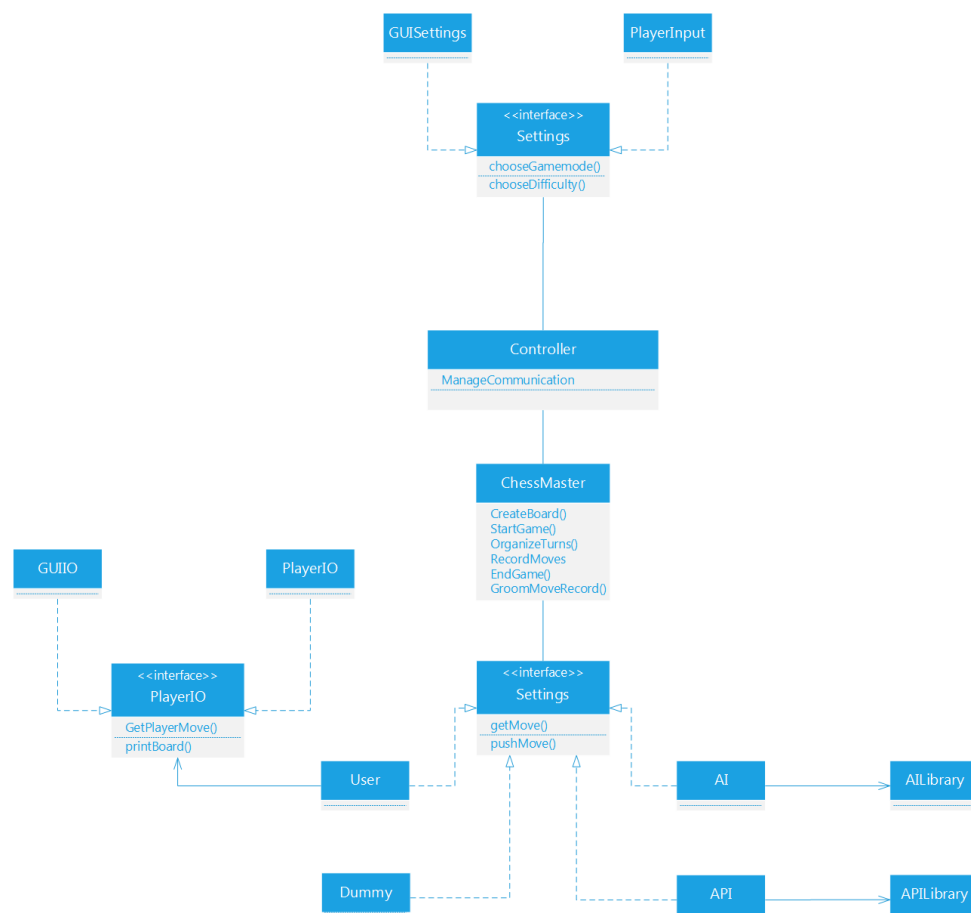 GUISettings
PlayerInput
<<interface>>
Settings
chooseGamemode()
chooseDifficulty()
Controller
ManageCommunication
ChessMaster
CreateBoard()
StartGame()
OrganizeTurns()
RecordMoves
EndGame()
GroomMoveRecord()
GUIIO
PlayerIO
<<interface>>
PlayerIO
GetPlayerMove()
printBoard()
<<interface>>
Settings
getMove()
pushMove()
User
AI
AILibrary
Dummy
API
APILibrary